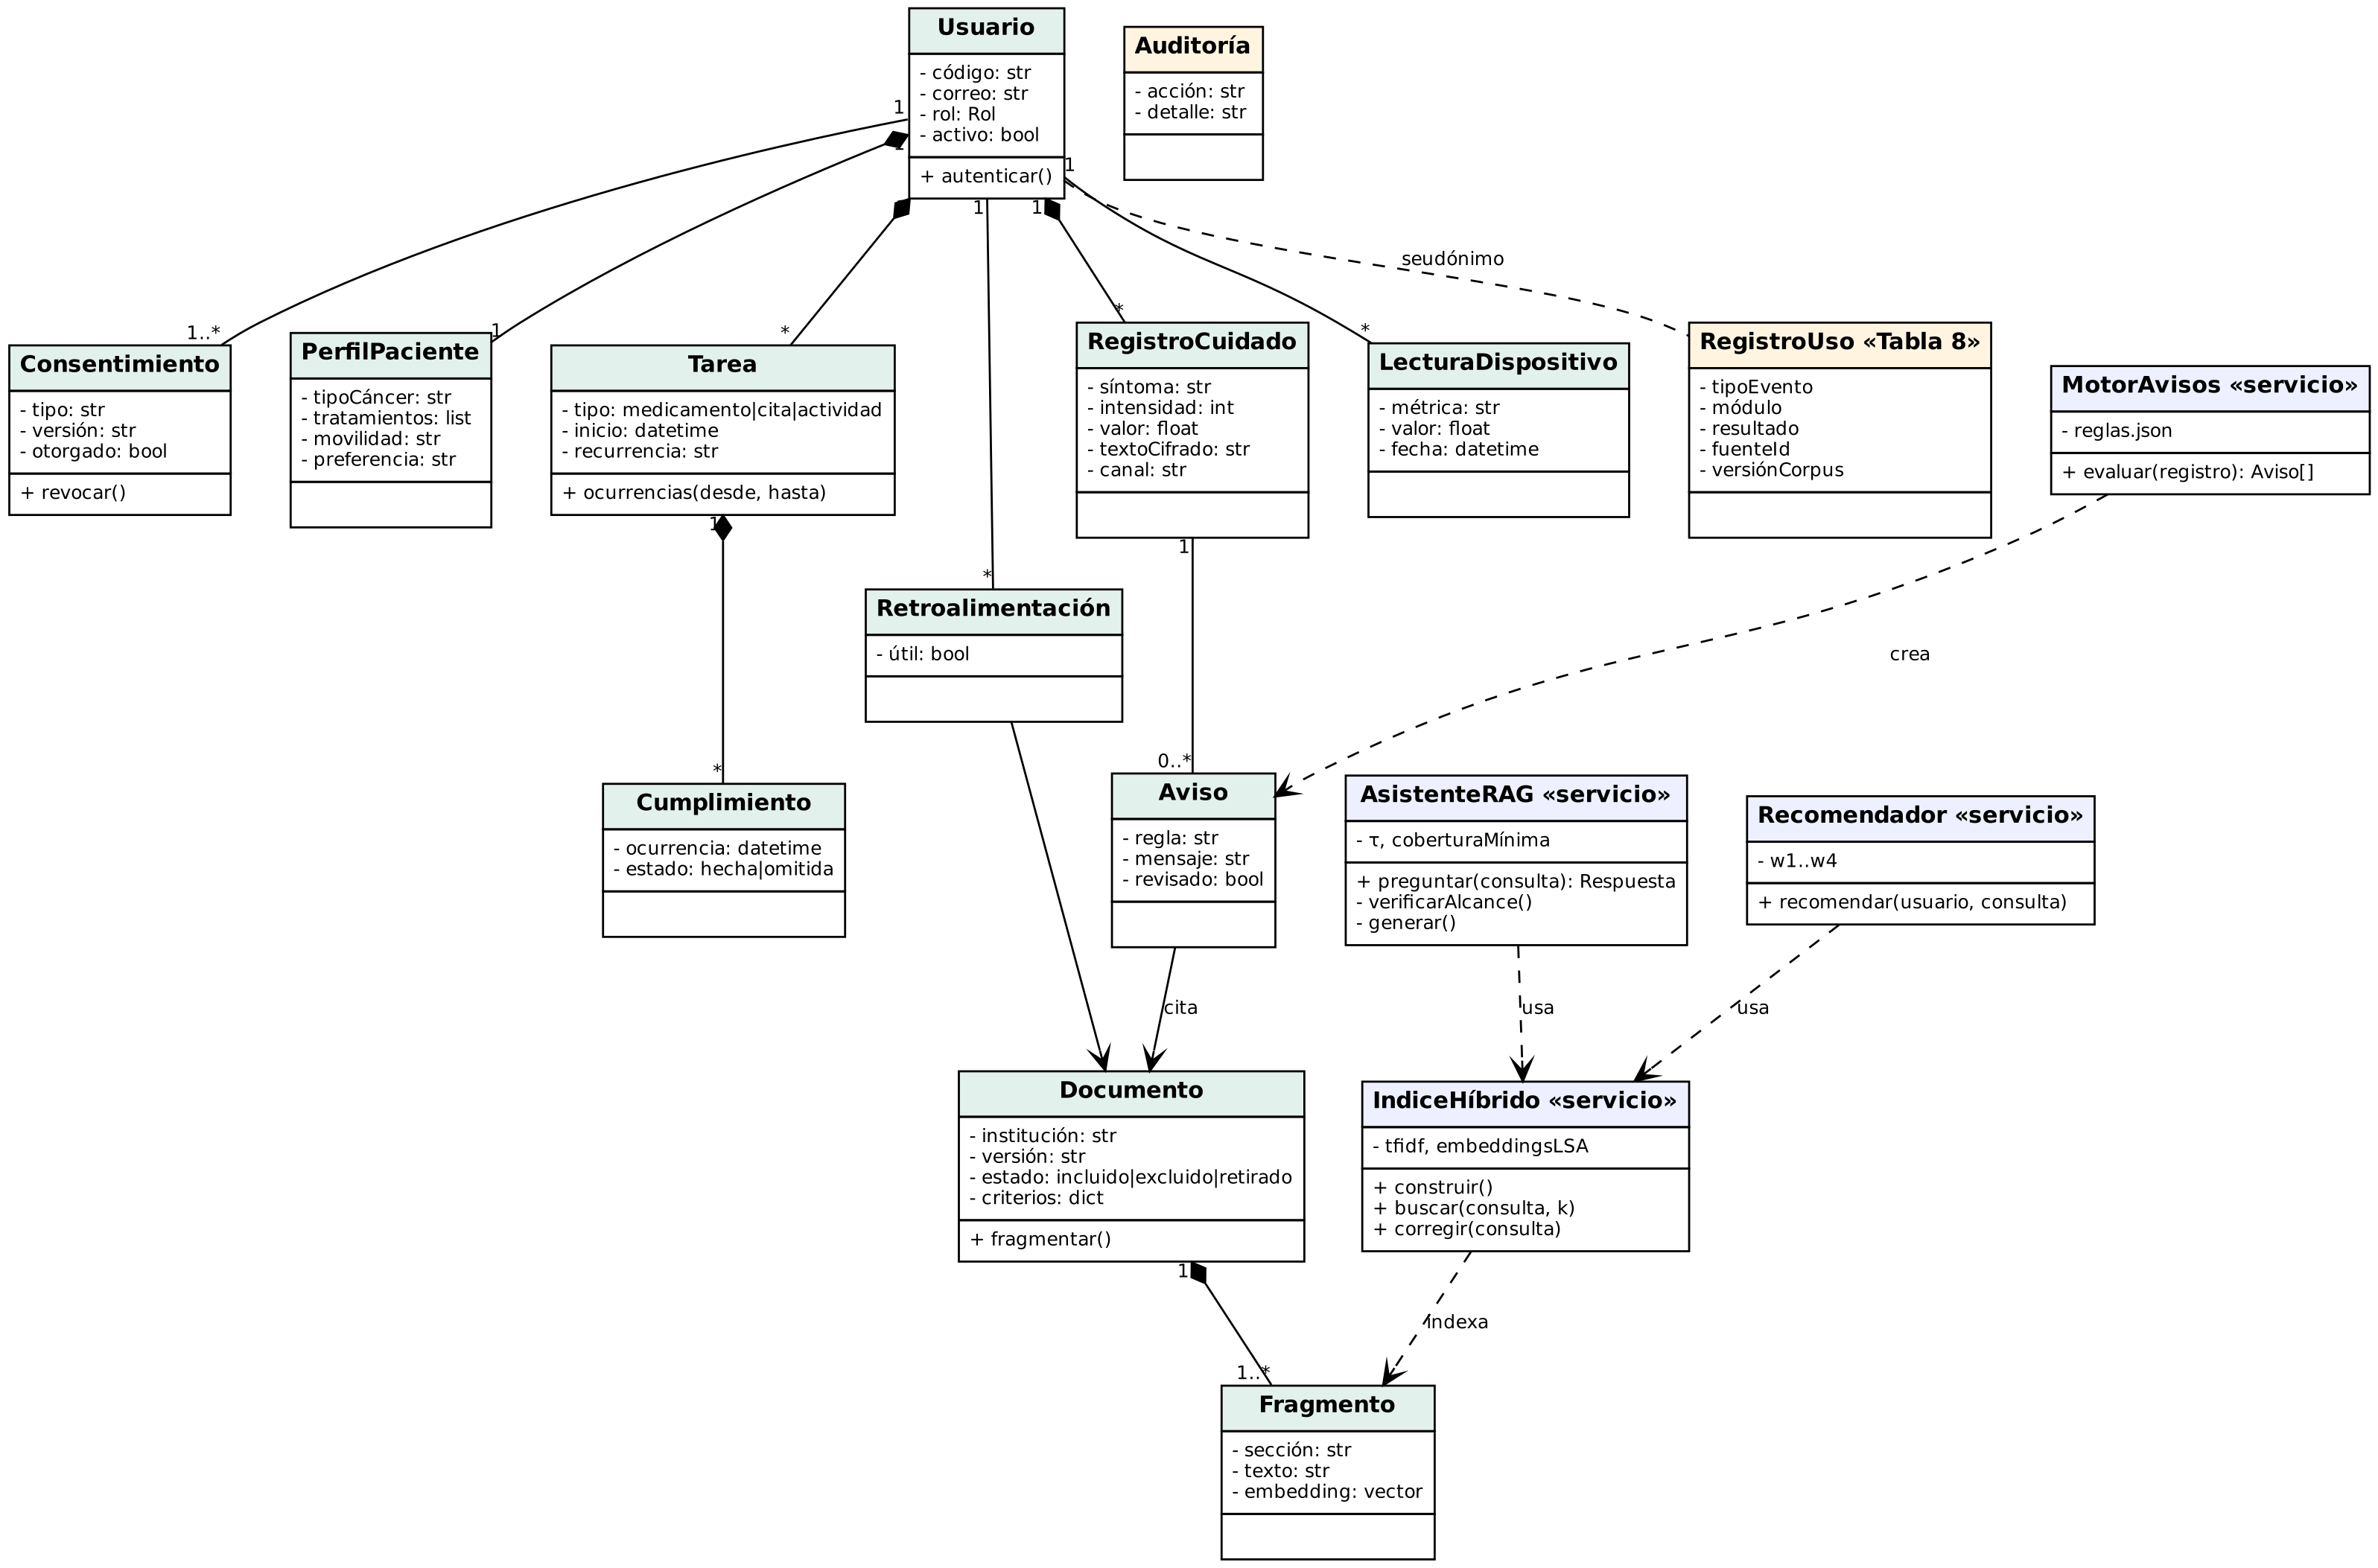 Usuario
- código: str
- correo: str
- rol: Rol
- activo: bool
+ autenticar()
Auditoría
- acción: str
- detalle: str
1
1
1
1
1
seudónimo
1..*
1
*
*
*
Consentimiento
- tipo: str
- versión: str
- otorgado: bool
+ revocar()
PerfilPaciente
- tipoCáncer: str
- tratamientos: list
- movilidad: str
- preferencia: str
Tarea
- tipo: medicamento|cita|actividad
- inicio: datetime
- recurrencia: str
+ ocurrencias(desde, hasta)
RegistroCuidado
- síntoma: str
- intensidad: int
- valor: float
- textoCifrado: str
- canal: str
LecturaDispositivo
- métrica: str
- valor: float
- fecha: datetime
RegistroUso «Tabla 8»
- tipoEvento
- módulo
- resultado
- fuenteId
- versiónCorpus
MotorAvisos «servicio»
- reglas.json
+ evaluar(registro): Aviso[]
1
1
*
Retroalimentación
- útil: bool
crea
*
0..*
Cumplimiento
- ocurrencia: datetime
- estado: hecha|omitida
Aviso
- regla: str
- mensaje: str
- revisado: bool
AsistenteRAG «servicio»
- τ, coberturaMínima
+ preguntar(consulta): Respuesta
- verificarAlcance()
- generar()
Recomendador «servicio»
- w1..w4
+ recomendar(usuario, consulta)
cita
usa
usa
Documento
- institución: str
- versión: str
- estado: incluido|excluido|retirado
- criterios: dict
+ fragmentar()
IndiceHíbrido «servicio»
- tfidf, embeddingsLSA
+ construir()
+ buscar(consulta, k)
+ corregir(consulta)
1
indexa
1..*
Fragmento
- sección: str
- texto: str
- embedding: vector